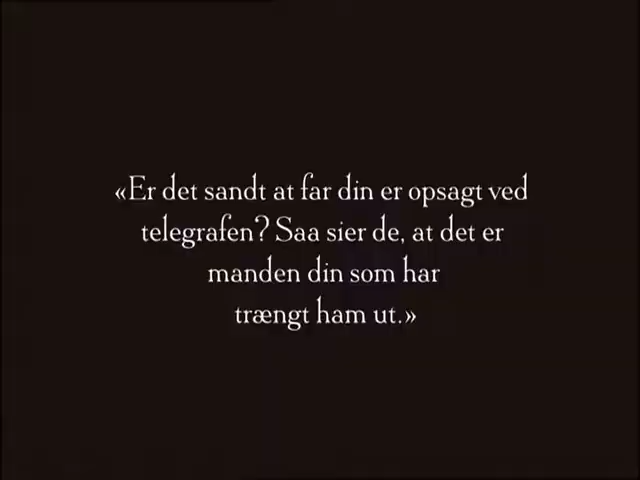 «Er det sandt at far din er opsagt ved
telegrafen? Saa sier de, at det er
manden din som har
trængt ham ut.»